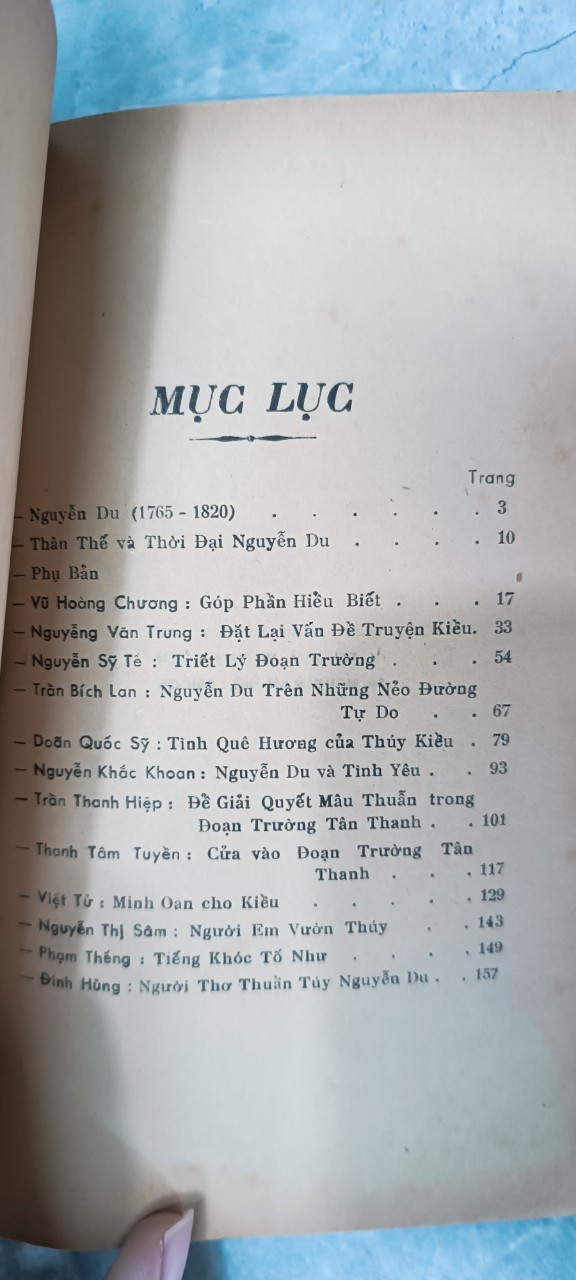 MỤC LỤC
Trang
– Nguyễn Du (1765 - 1820) . . . . . . 3
– Thân Thế và Thời Đại Nguyễn Du . . . . 10
– Phụ Bản
– Vũ Hoàng Chương : Góp Phần Hiểu Biết . . . 17
– Nguyễng Văn Trung : Đặt Lại Vấn Đề Truyện Kiều. 33
– Nguyễn Sỹ Tế : Triết Lý Đoạn Trường . . . 54
– Trần Bích Lan : Nguyễn Du Trên Những Nẻo Đường
Tự Do . . 67
– Doãn Quốc Sỹ : Tình Quê Hương của Thúy Kiều . 79
– Nguyễn Khắc Khoan : Nguyễn Du và Tình Yêu . . 93
– Trần Thanh Hiệp : Để Giải Quyết Mâu Thuẫn trong
Đoạn Trường Tân Thanh . . 101
– Thanh Tâm Tuyền : Cửa vào Đoạn Trường Tân
Thanh . . . 117
– Việt Tử : Minh Oan cho Kiều . . . . . 129
– Nguyễn Thị Sâm : Người Em Vườn Thúy . . 143
– Phạm Thếng : Tiếng Khóc Tố Như . . . . 149
– Đinh Hùng : Người Thơ Thuần Túy Nguyễn Du . . 157